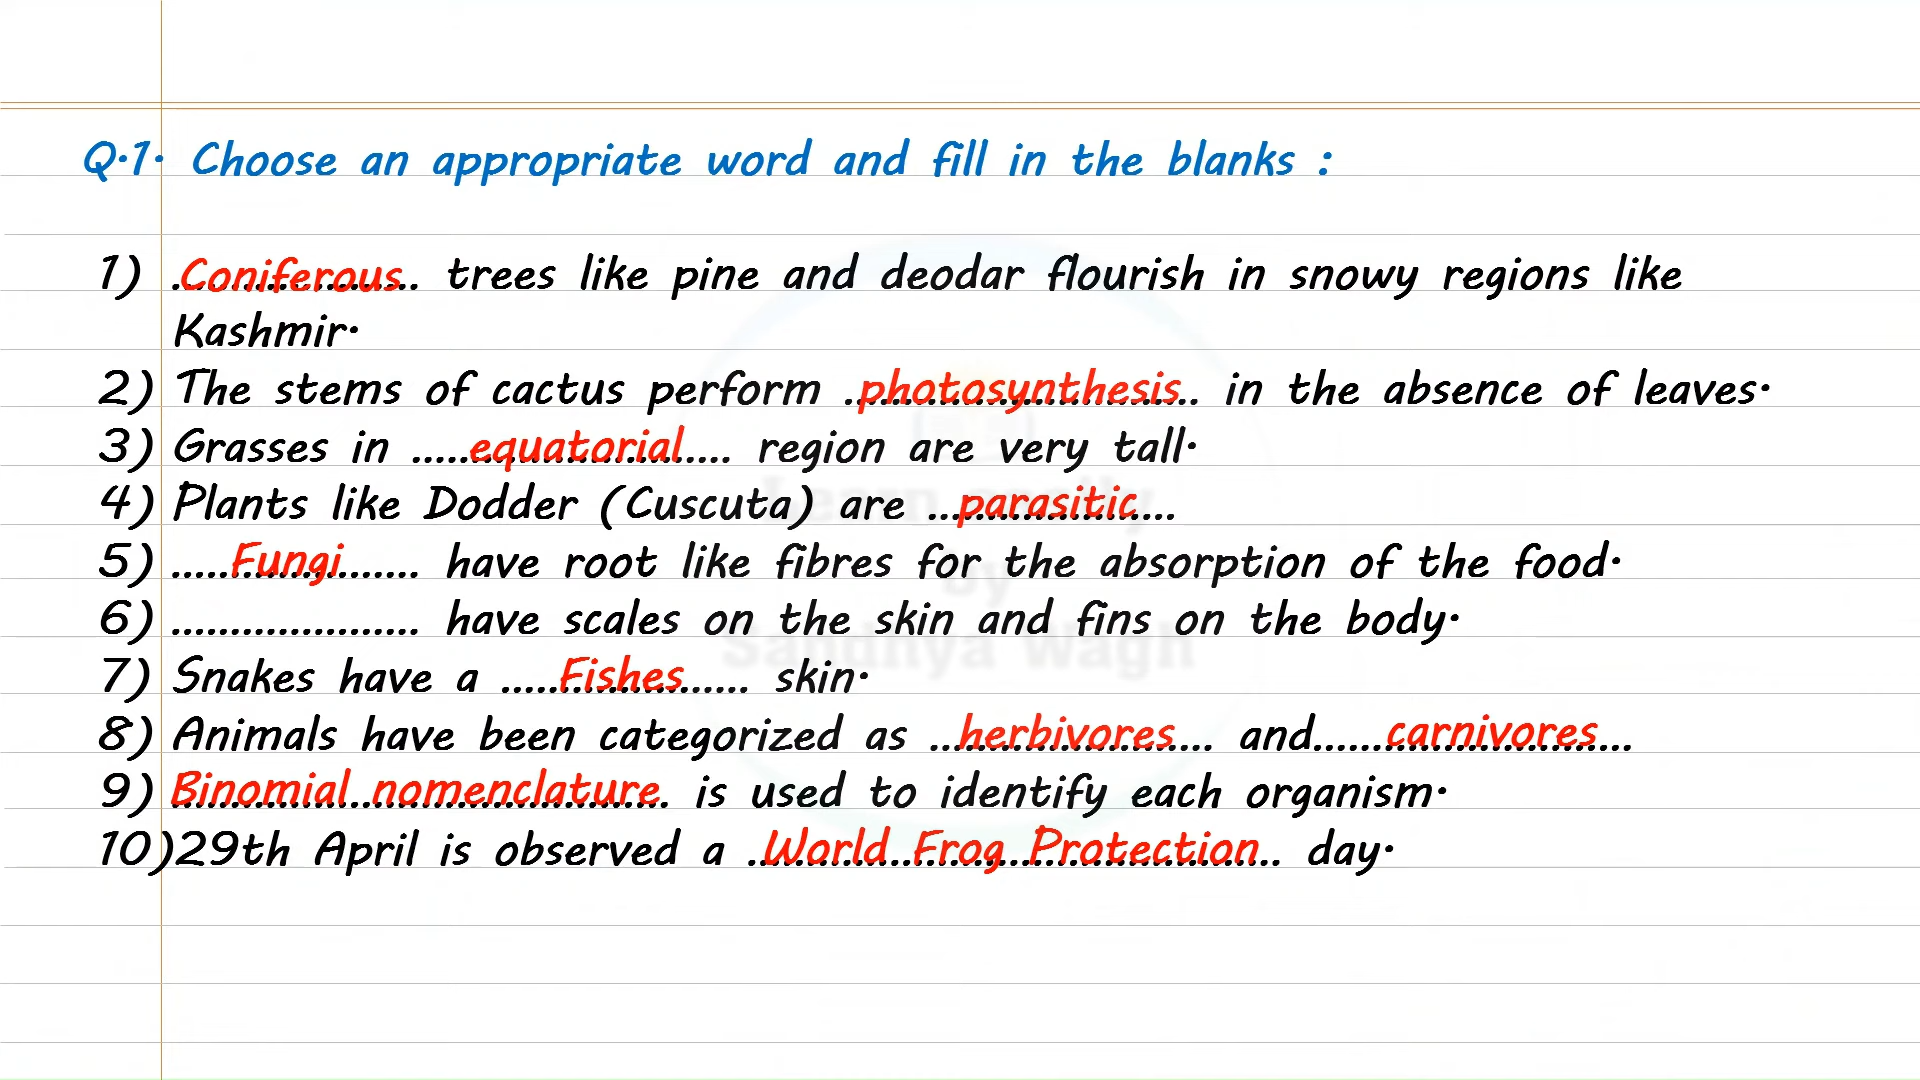 Q.1. Choose an appropriate word and fill in the blanks :
1) ..Coniferous.. trees like pine and deodar flourish in snowy regions like
Kashmir.
2) The stems of cactus perform ..photosynthesis.. in the absence of leaves.
3) Grasses in .....equatorial..... region are very tall.
4) Plants like Dodder (Cuscuta) are ...parasitic...
5) .....Fungi....... have root like fibres for the absorption of the food.
6) ..................... have scales on the skin and fins on the body.
7) Snakes have a .....Fishes...... skin.
8) Animals have been categorized as ...herbivores.... and......carnivores...
9) Binomial nomenclature. is used to identify each organism.
10)29th April is observed a ..World Frog Protection.. day.
Learn easily
By
Sandhya Wagh